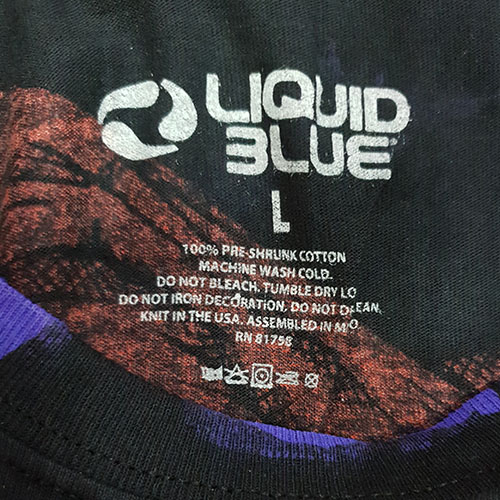 LIQUID
BLUE
L
100% PRE-SHRUNK COTTON
MACHINE WASH COLD.
DO NOT BLEACH. TUMBLE DRY LO
DO NOT IRON DECORATION. DO NOT D EAN.
KNIT IN THE USA. ASSEMBLED IN
RN 81758